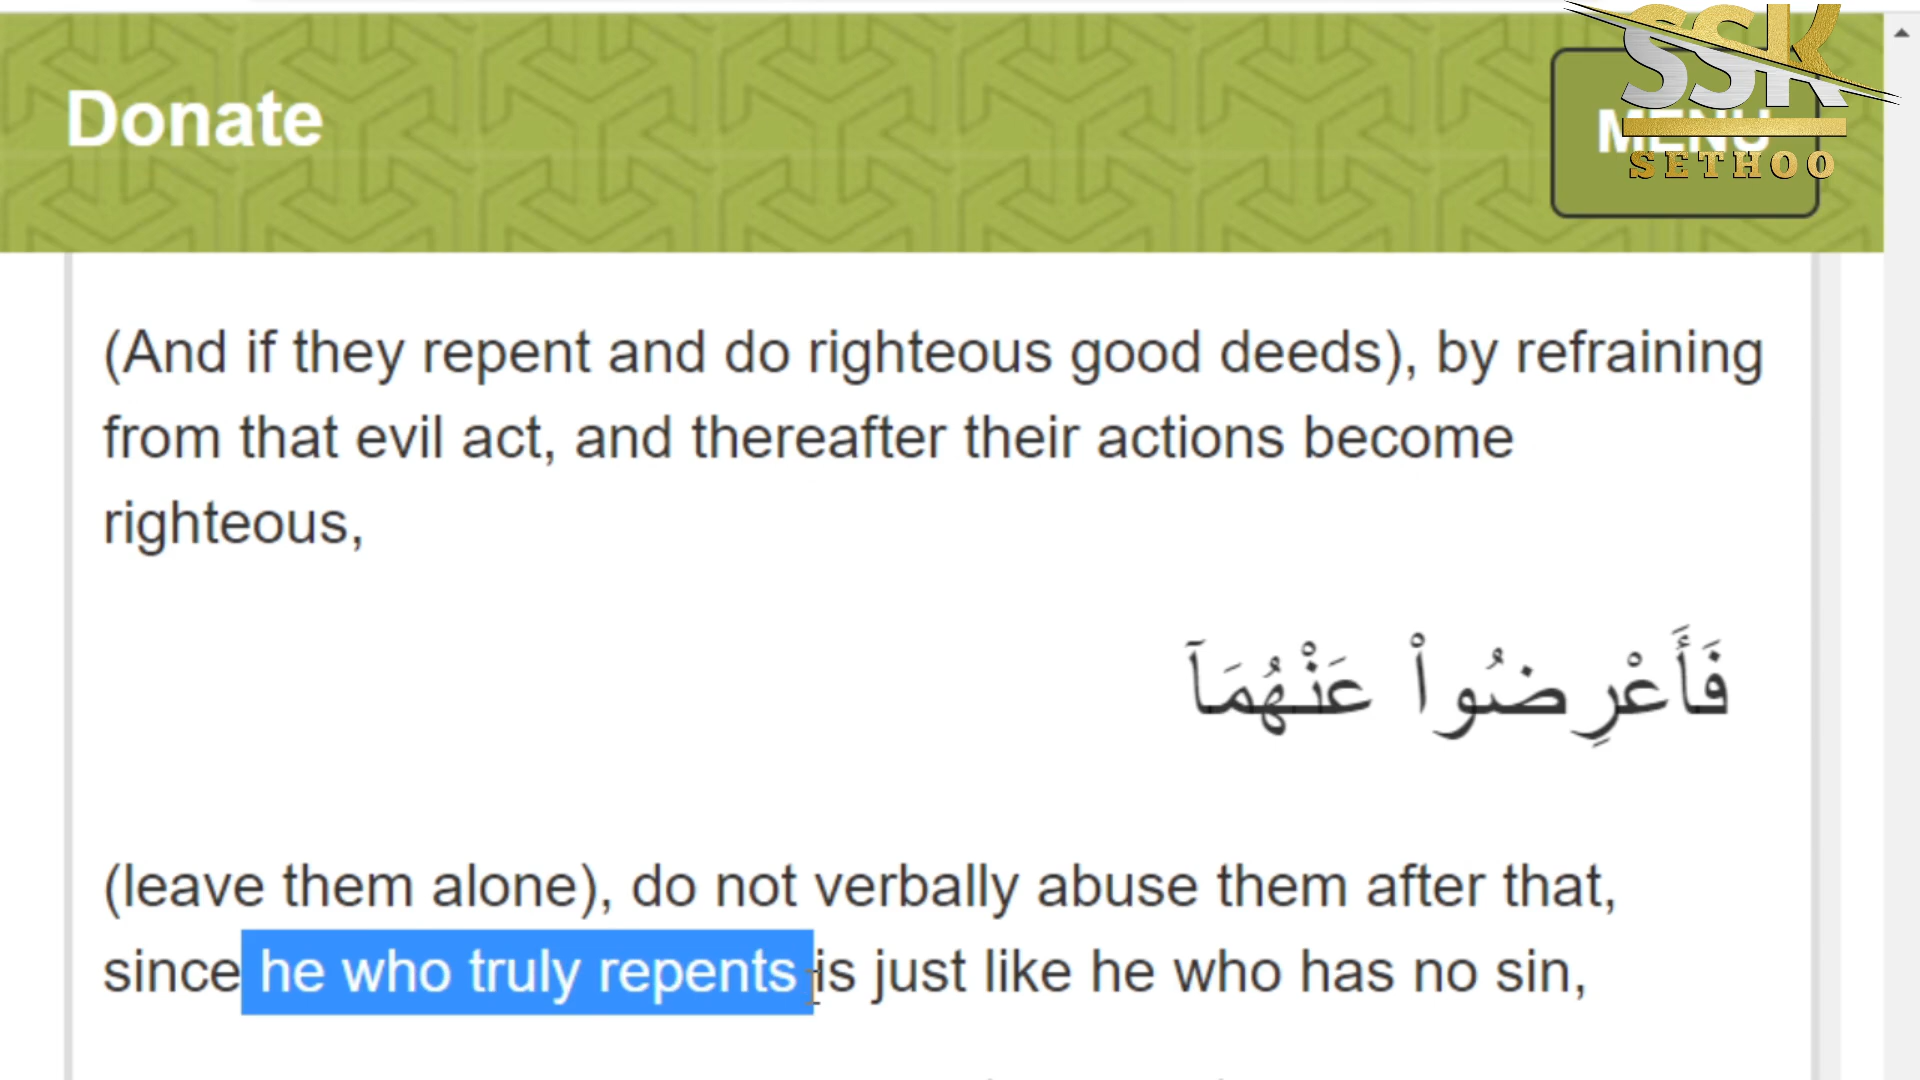 Donate
MENU
SSK
SETHOO
(And if they repent and do righteous good deeds), by refraining
from that evil act, and thereafter their actions become
righteous,
فَأَعْرِضُواْ عَنْهُمَآ
(leave them alone), do not verbally abuse them after that,
since he who truly repents is just like he who has no sin,